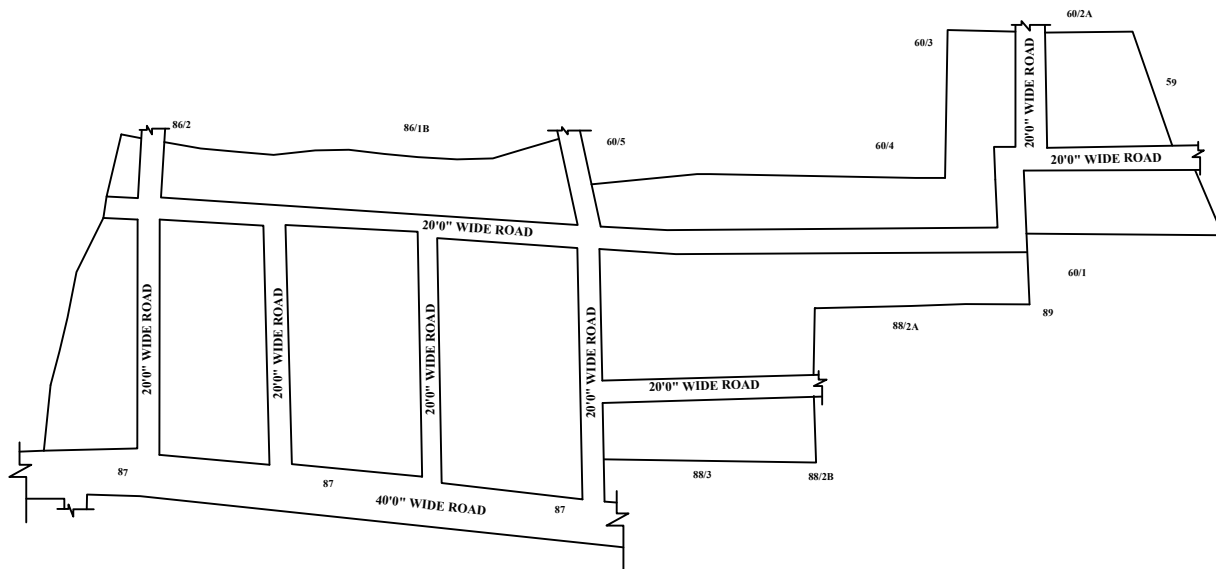 60/2A
60/3
20'0" WIDE ROAD
59
86/2
86/1B
60/5
60/4
20'0" WIDE ROAD
20'0" WIDE ROAD
60/1
20'0" WIDE ROAD
20'0" WIDE ROAD
20'0" WIDE ROAD
20'0" WIDE ROAD
89
88/2A
20'0" WIDE ROAD
87
87
88/3
88/2B
40'0" WIDE ROAD
87